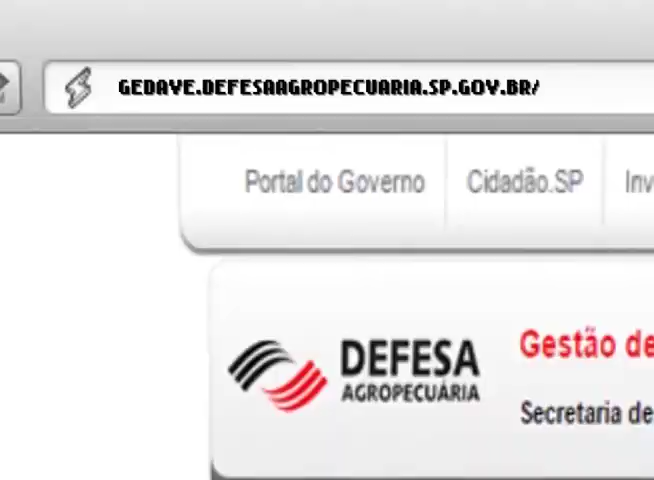 GEDAVE.DEFESAAGROPECUARIA.SP.GOV.BR/
Portal do Governo Cidadão.SP
DEFESA
AGROPECUÁRIA
Gestão de
Secretaria de